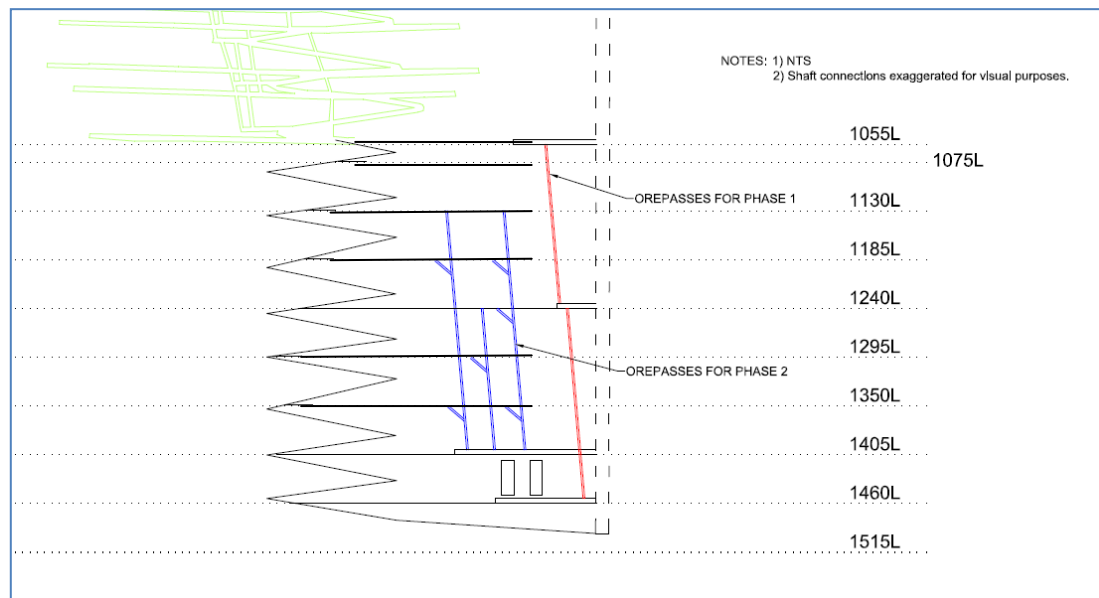 NOTES: 1) NTS
2) Shaft connections exaggerated for visual purposes.
1055L
1075L
OREPASSES FOR PHASE 1
1130L
1185L
1240L
1295L
OREPASSES FOR PHASE 2
1350L
1405L
1460L
1515L